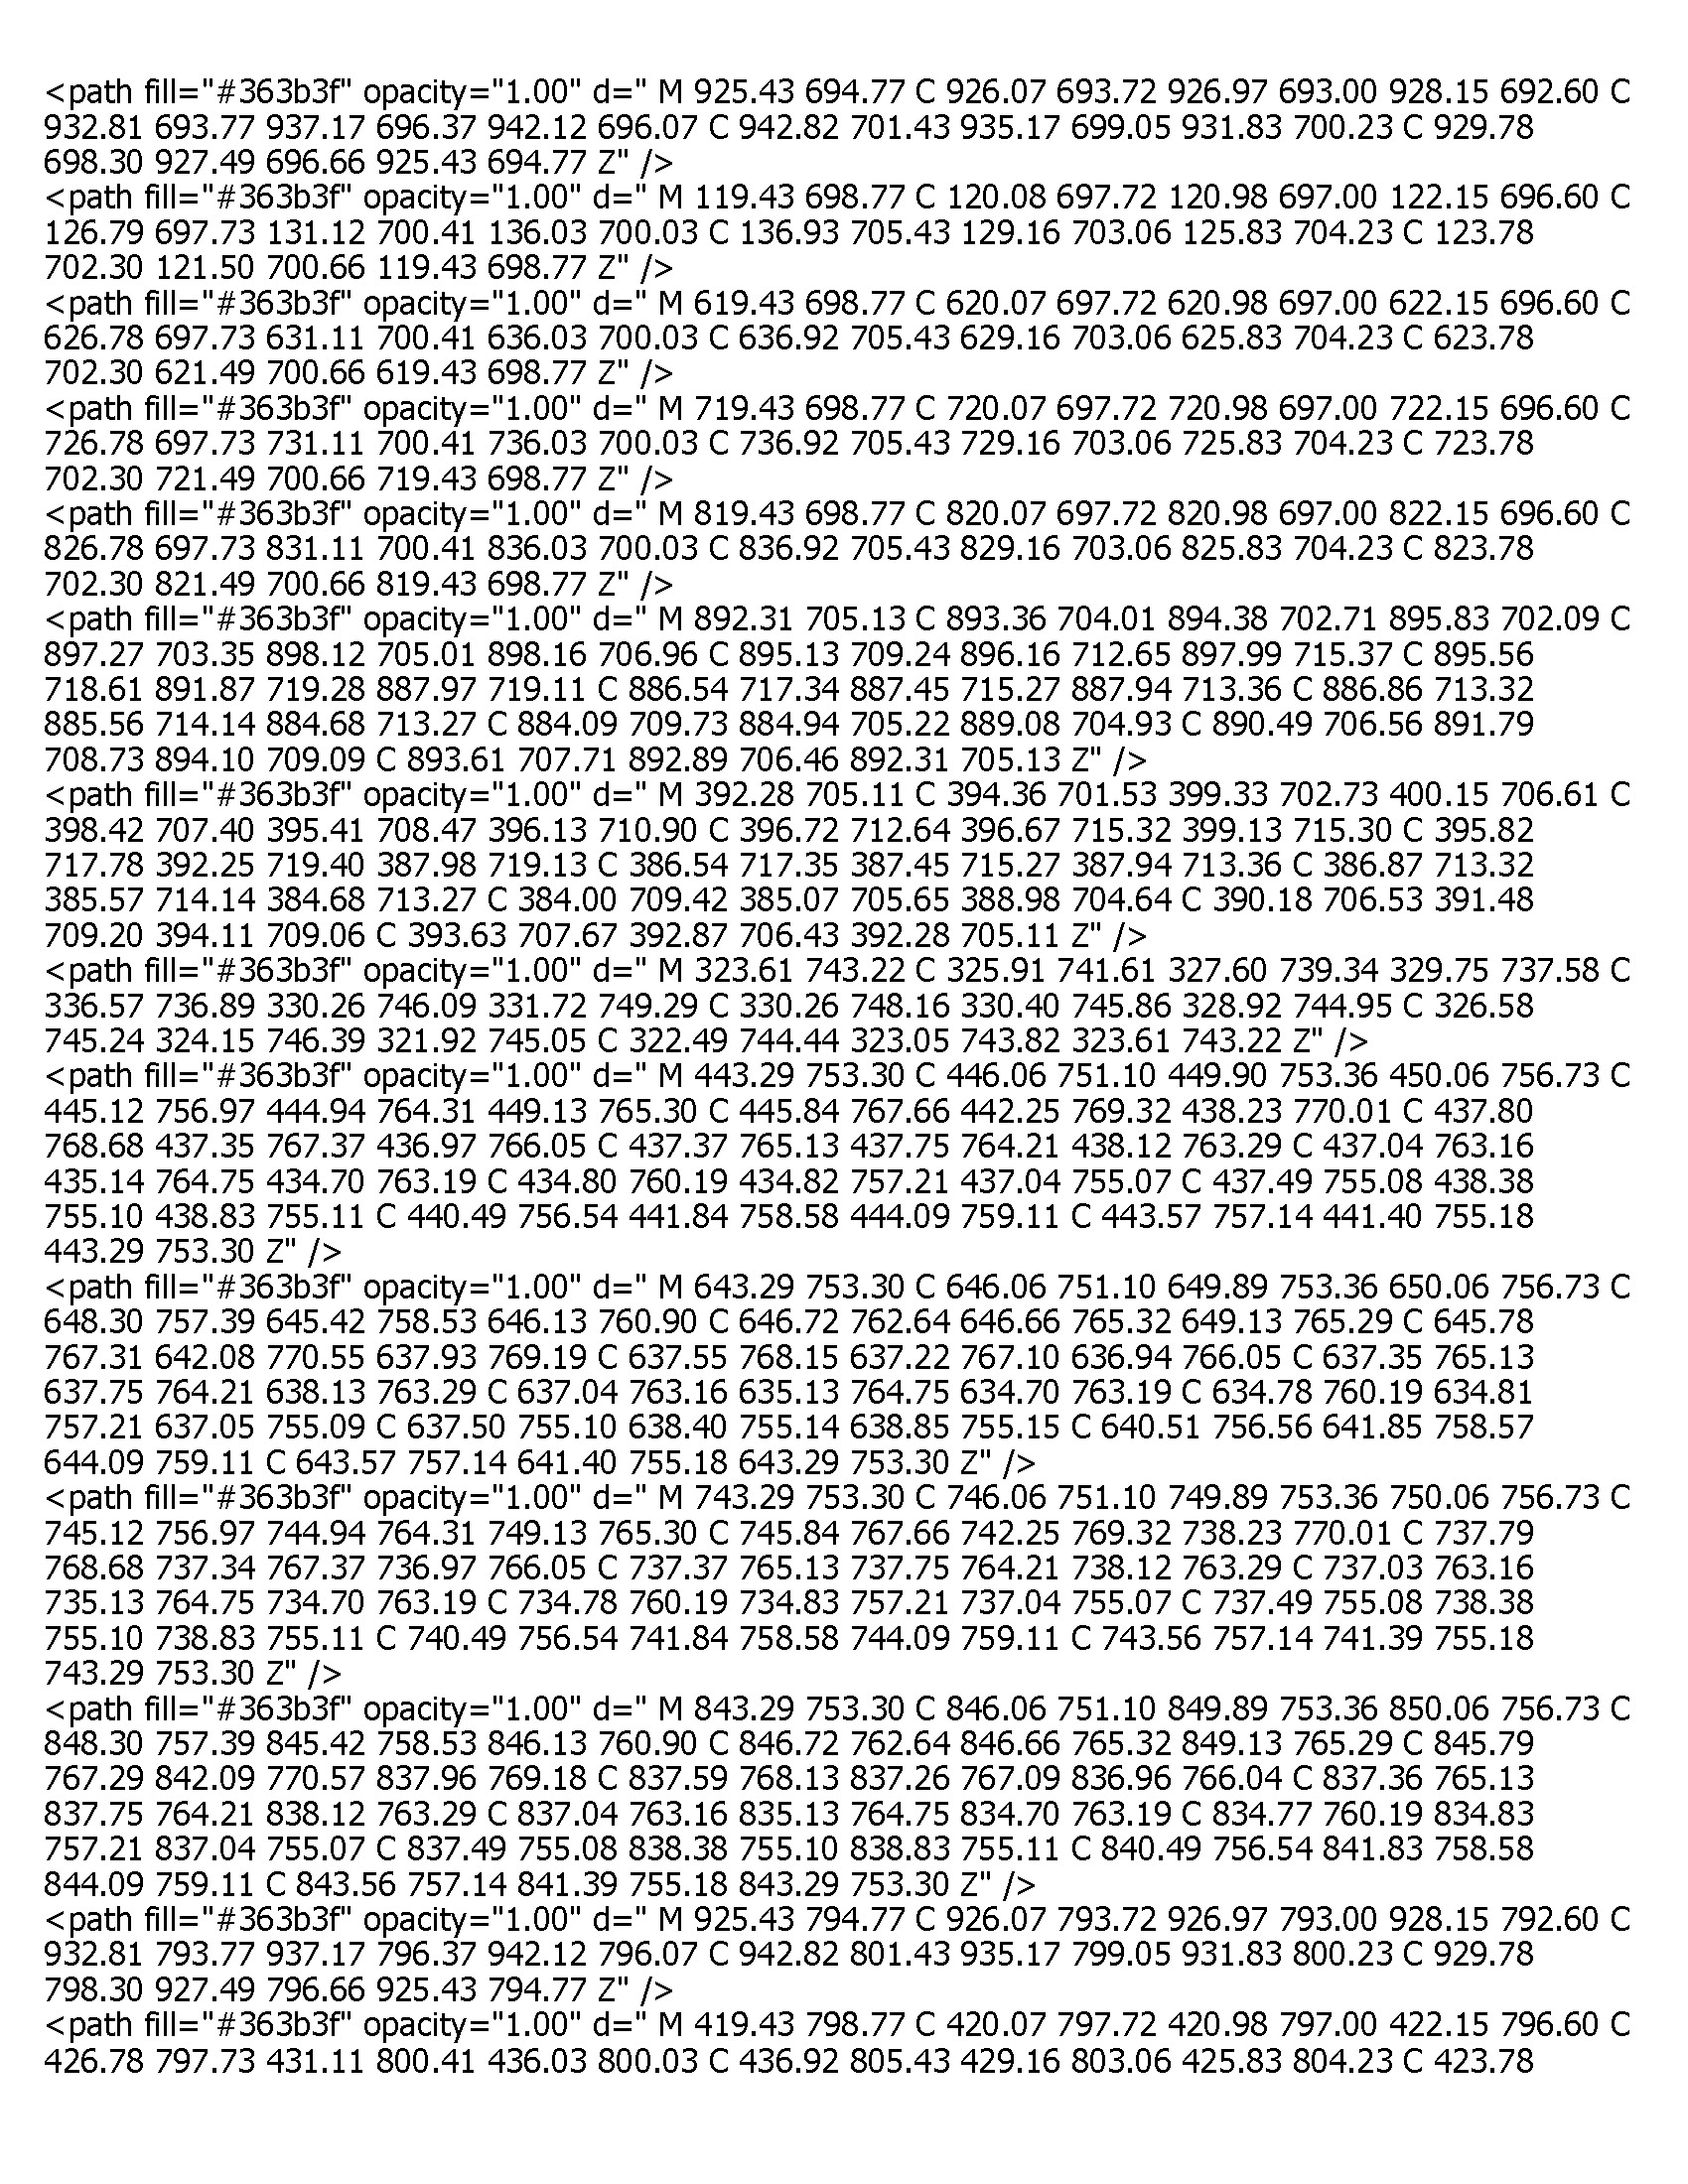 <path fill="#363b3f" opacity="1.00" d=" M 925.43 694.77 C 926.07 693.72 926.97 693.00 928.15 692.60 C
932.81 693.77 937.17 696.37 942.12 696.07 C 942.82 701.43 935.17 699.05 931.83 700.23 C 929.78
698.30 927.49 696.66 925.43 694.77 Z" />
<path fill="#363b3f" opacity="1.00" d=" M 119.43 698.77 C 120.08 697.72 120.98 697.00 122.15 696.60 C
126.79 697.73 131.12 700.41 136.03 700.03 C 136.93 705.43 129.16 703.06 125.83 704.23 C 123.78
702.30 121.50 700.66 119.43 698.77 Z" />
<path fill="#363b3f" opacity="1.00" d=" M 619.43 698.77 C 620.07 697.72 620.98 697.00 622.15 696.60 C
626.78 697.73 631.11 700.41 636.03 700.03 C 636.92 705.43 629.16 703.06 625.83 704.23 C 623.78
702.30 621.49 700.66 619.43 698.77 Z" />
<path fill="#363b3f" opacity="1.00" d=" M 719.43 698.77 C 720.07 697.72 720.98 697.00 722.15 696.60 C
726.78 697.73 731.11 700.41 736.03 700.03 C 736.92 705.43 729.16 703.06 725.83 704.23 C 723.78
702.30 721.49 700.66 719.43 698.77 Z" />
<path fill="#363b3f" opacity="1.00" d=" M 819.43 698.77 C 820.07 697.72 820.98 697.00 822.15 696.60 C
826.78 697.73 831.11 700.41 836.03 700.03 C 836.92 705.43 829.16 703.06 825.83 704.23 C 823.78
702.30 821.49 700.66 819.43 698.77 Z" />
<path fill="#363b3f" opacity="1.00" d=" M 892.31 705.13 C 893.36 704.01 894.38 702.71 895.83 702.09 C
897.27 703.35 898.12 705.01 898.16 706.96 C 895.13 709.24 896.16 712.65 897.99 715.37 C 895.56
718.61 891.87 719.28 887.97 719.11 C 886.54 717.34 887.45 715.27 887.94 713.36 C 886.86 713.32
885.56 714.14 884.68 713.27 C 884.09 709.73 884.94 705.22 889.08 704.93 C 890.49 706.56 891.79
708.73 894.10 709.09 C 893.61 707.71 892.89 706.46 892.31 705.13 Z" />
<path fill="#363b3f" opacity="1.00" d=" M 392.28 705.11 C 394.36 701.53 399.33 702.73 400.15 706.61 C
398.42 707.40 395.41 708.47 396.13 710.90 C 396.72 712.64 396.67 715.32 399.13 715.30 C 395.82
717.78 392.25 719.40 387.98 719.13 C 386.54 717.35 387.45 715.27 387.94 713.36 C 386.87 713.32
385.57 714.14 384.68 713.27 C 384.00 709.42 385.07 705.65 388.98 704.64 C 390.18 706.53 391.48
709.20 394.11 709.06 C 393.63 707.67 392.87 706.43 392.28 705.11 Z" />
<path fill="#363b3f" opacity="1.00" d=" M 323.61 743.22 C 325.91 741.61 327.60 739.34 329.75 737.58 C
336.57 736.89 330.26 746.09 331.72 749.29 C 330.26 748.16 330.40 745.86 328.92 744.95 C 326.58
745.24 324.15 746.39 321.92 745.05 C 322.49 744.44 323.05 743.82 323.61 743.22 Z" />
<path fill="#363b3f" opacity="1.00" d=" M 443.29 753.30 C 446.06 751.10 449.90 753.36 450.06 756.73 C
445.12 756.97 444.94 764.31 449.13 765.30 C 445.84 767.66 442.25 769.32 438.23 770.01 C 437.80
768.68 437.35 767.37 436.97 766.05 C 437.37 765.13 437.75 764.21 438.12 763.29 C 437.04 763.16
435.14 764.75 434.70 763.19 C 434.80 760.19 434.82 757.21 437.04 755.07 C 437.49 755.08 438.38
755.10 438.83 755.11 C 440.49 756.54 441.84 758.58 444.09 759.11 C 443.57 757.14 441.40 755.18
443.29 753.30 Z" />
<path fill="#363b3f" opacity="1.00" d=" M 643.29 753.30 C 646.06 751.10 649.89 753.36 650.06 756.73 C
648.30 757.39 645.42 758.53 646.13 760.90 C 646.72 762.64 646.66 765.32 649.13 765.29 C 645.78
767.31 642.08 770.55 637.93 769.19 C 637.55 768.15 637.22 767.10 636.94 766.05 C 637.35 765.13
637.75 764.21 638.13 763.29 C 637.04 763.16 635.13 764.75 634.70 763.19 C 634.78 760.19 634.81
757.21 637.05 755.09 C 637.50 755.10 638.40 755.14 638.85 755.15 C 640.51 756.56 641.85 758.57
644.09 759.11 C 643.57 757.14 641.40 755.18 643.29 753.30 Z" />
<path fill="#363b3f" opacity="1.00" d=" M 743.29 753.30 C 746.06 751.10 749.89 753.36 750.06 756.73 C
745.12 756.97 744.94 764.31 749.13 765.30 C 745.84 767.66 742.25 769.32 738.23 770.01 C 737.79
768.68 737.34 767.37 736.97 766.05 C 737.37 765.13 737.75 764.21 738.12 763.29 C 737.03 763.16
735.13 764.75 734.70 763.19 C 734.78 760.19 734.83 757.21 737.04 755.07 C 737.49 755.08 738.38
755.10 738.83 755.11 C 740.49 756.54 741.84 758.58 744.09 759.11 C 743.56 757.14 741.39 755.18
743.29 753.30 Z" />
<path fill="#363b3f" opacity="1.00" d=" M 843.29 753.30 C 846.06 751.10 849.89 753.36 850.06 756.73 C
848.30 757.39 845.42 758.53 846.13 760.90 C 846.72 762.64 846.66 765.32 849.13 765.29 C 845.79
767.29 842.09 770.57 837.96 769.18 C 837.59 768.13 837.26 767.09 836.96 766.04 C 837.36 765.13
837.75 764.21 838.12 763.29 C 837.04 763.16 835.13 764.75 834.70 763.19 C 834.77 760.19 834.83
757.21 837.04 755.07 C 837.49 755.08 838.38 755.10 838.83 755.11 C 840.49 756.54 841.83 758.58
844.09 759.11 C 843.56 757.14 841.39 755.18 843.29 753.30 Z" />
<path fill="#363b3f" opacity="1.00" d=" M 925.43 794.77 C 926.07 793.72 926.97 793.00 928.15 792.60 C
932.81 793.77 937.17 796.37 942.12 796.07 C 942.82 801.43 935.17 799.05 931.83 800.23 C 929.78
798.30 927.49 796.66 925.43 794.77 Z" />
<path fill="#363b3f" opacity="1.00" d=" M 419.43 798.77 C 420.07 797.72 420.98 797.00 422.15 796.60 C
426.78 797.73 431.11 800.41 436.03 800.03 C 436.92 805.43 429.16 803.06 425.83 804.23 C 423.78